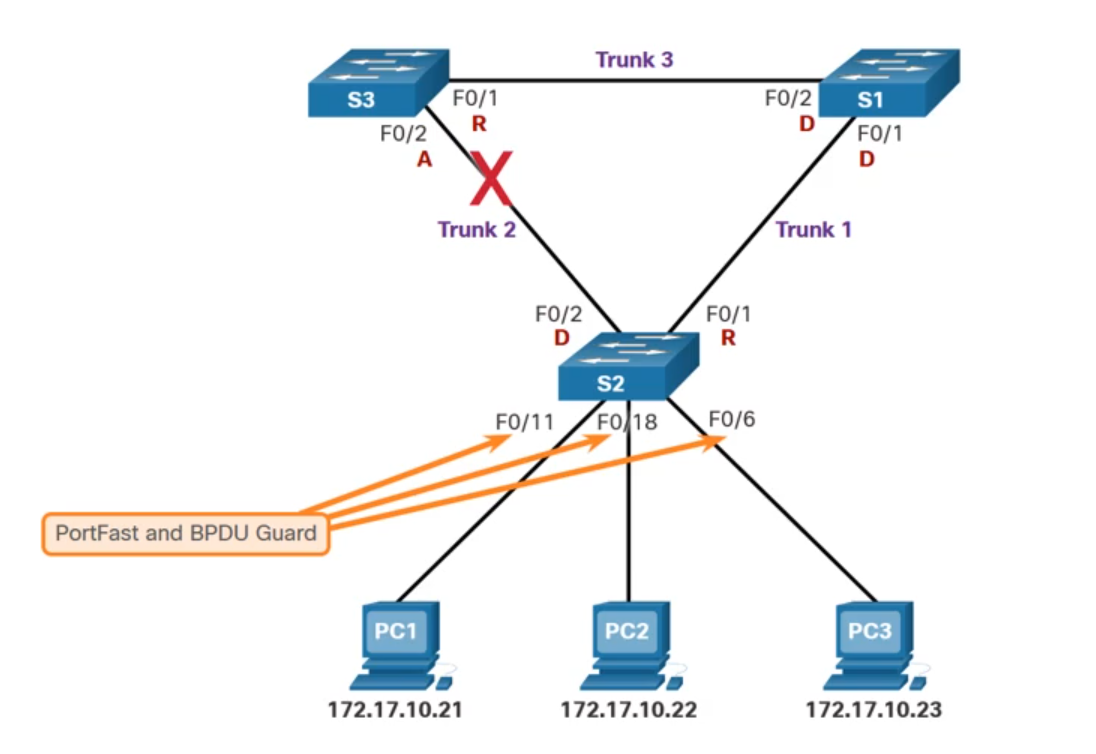 Trunk 3
S3
S1
F0/1
R
F0/2
D
F0/2
A
F0/1
D
Trunk 2
Trunk 1
F0/2
D
F0/1
R
S2
F0/11
F0/18
F0/6
PortFast and BPDU Guard
PC1
PC2
PC3
172.17.10.21
172.17.10.22
172.17.10.23